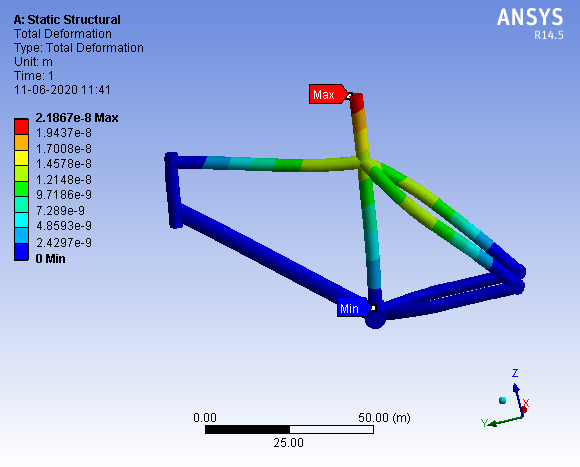 A: Static Structural
Total Deformation
Type: Total Deformation
Unit: m
Time: 1
11-06-2020 11:41
ANSYS
R14.5
2.1867e-8 Max
1.9437e-8
1.7008e-8
1.4578e-8
1.2148e-8
9.7186e-9
7.289e-9
4.8593e-9
2.4297e-9
0 Min
Max
Min
0.00
50.00 (m)
25.00
Z
X
Y